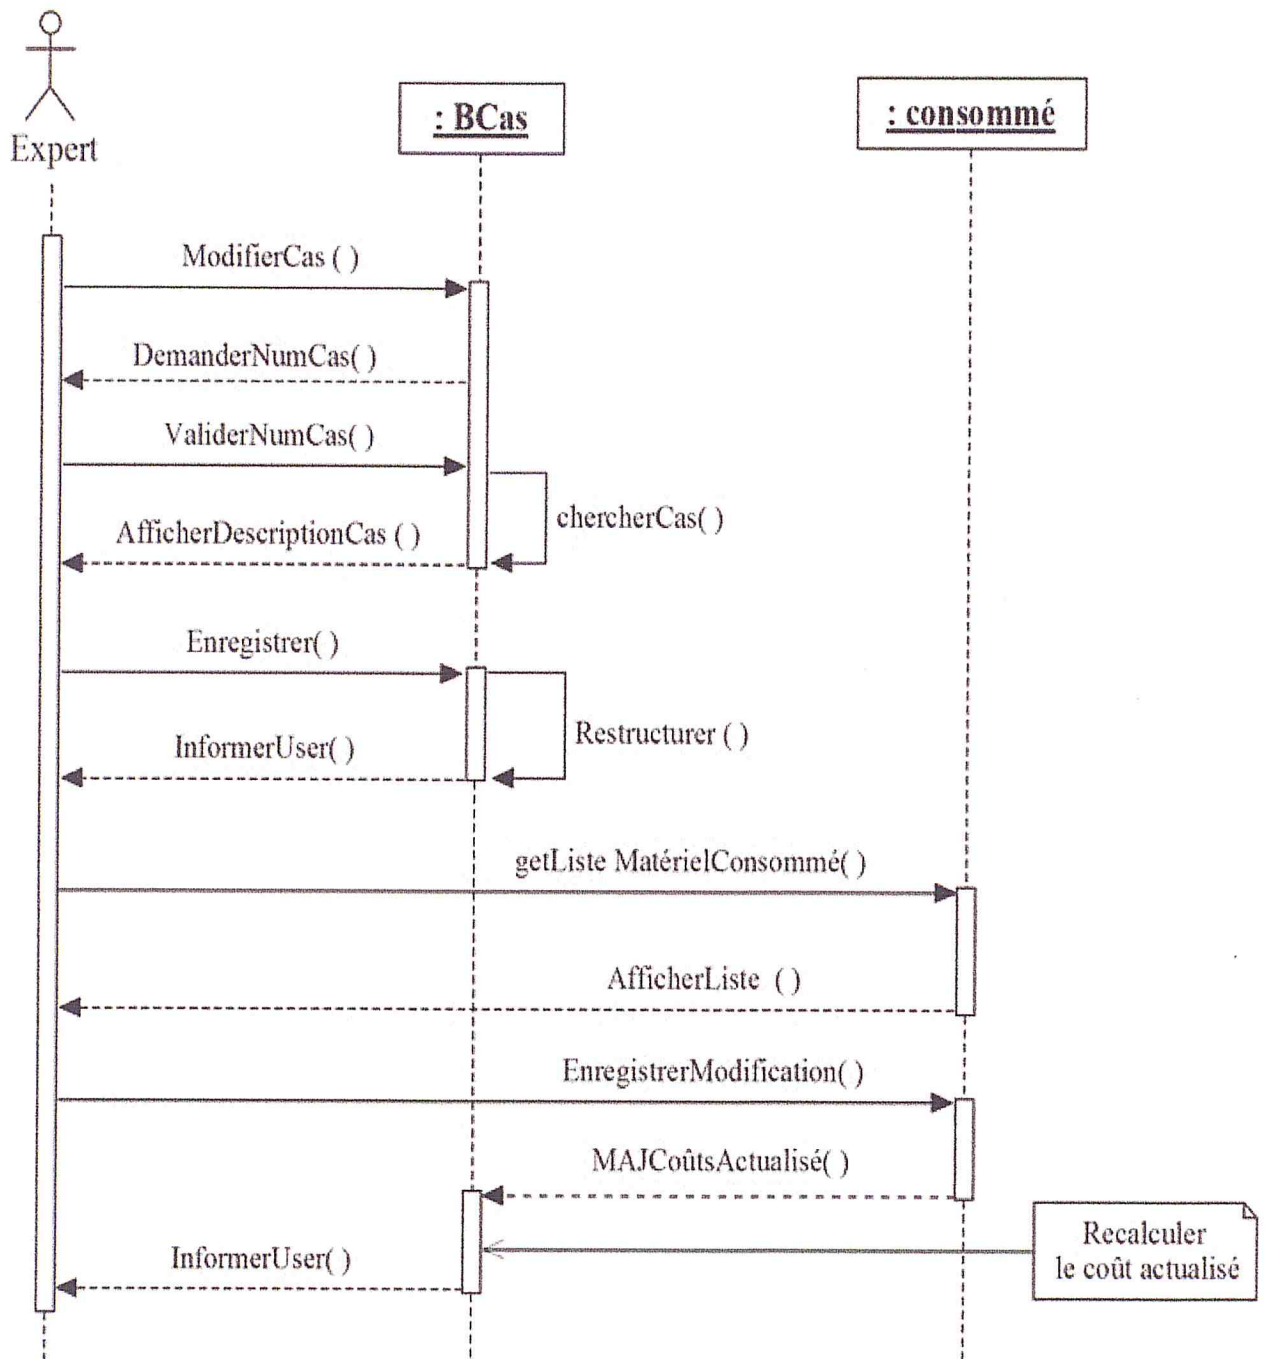 Expert
: BCas
: consommé
ModifierCas ( )
DemanderNumCas( )
ValiderNumCas( )
chercherCas( )
AfficherDescriptionCas ( )
Enregistrer( )
Restructurer ( )
InformerUser( )
getListe MatérielConsommé( )
AfficherListe ( )
EnregistrerModification( )
MAJCoûtsActualisé( )
InformerUser( )
Recalculer
le coût actualisé